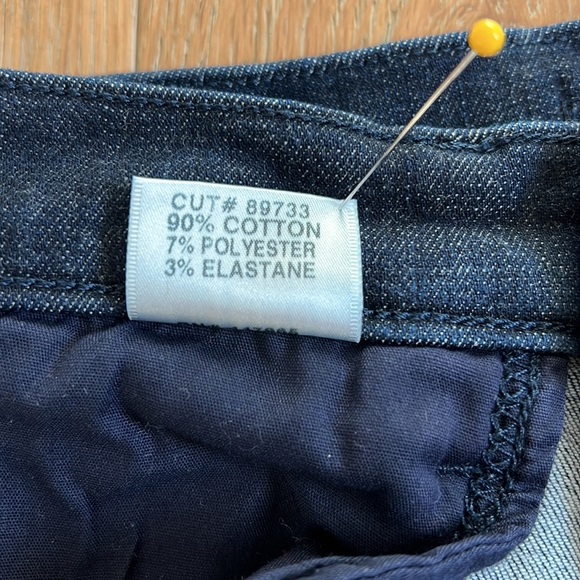 CUT# 89733
90% COTTON
7% POLYESTER
3% ELASTANE